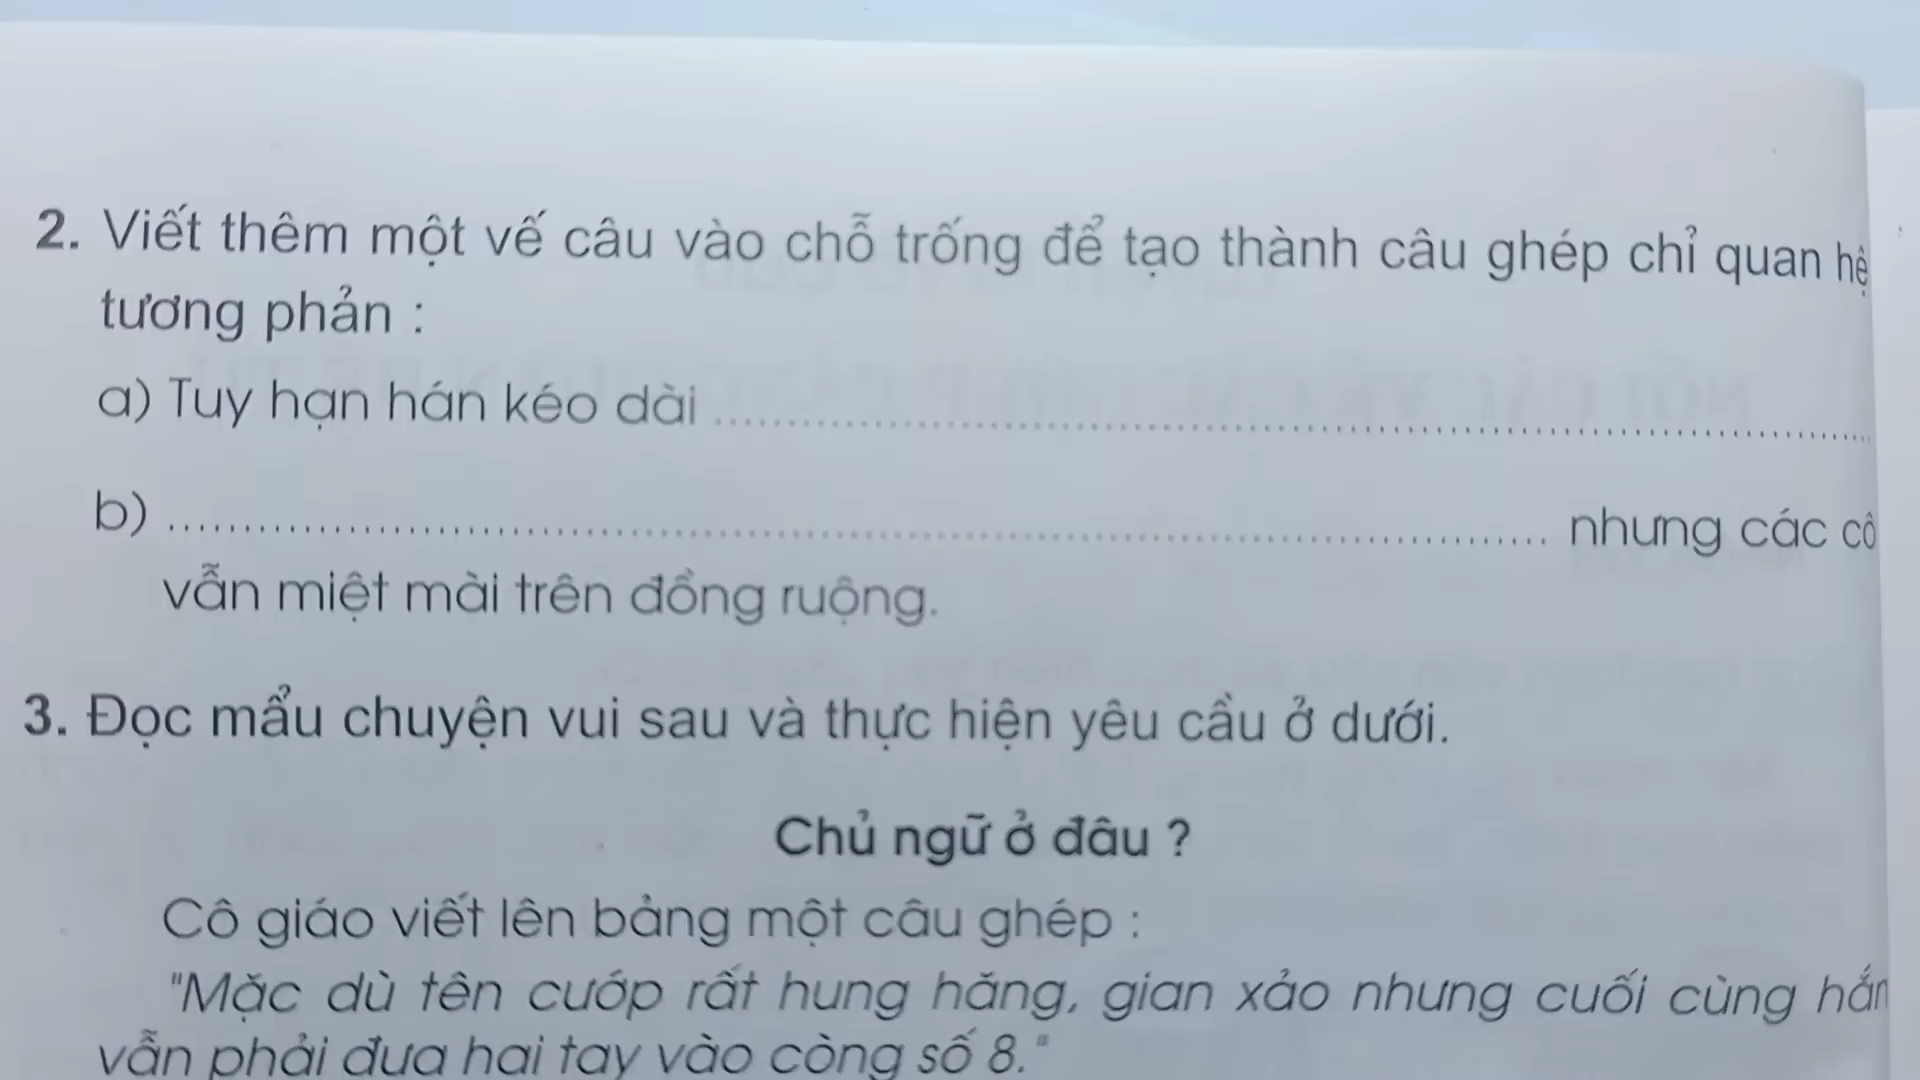 2. Viết thêm một vế câu vào chỗ trống để tạo thành câu ghép chỉ quan hệ
tương phản :
a) Tuy hạn hán kéo dài ........................................
b) ........................................ nhưng các cô
vẫn miệt mài trên đồng ruộng.
3. Đọc mẩu chuyện vui sau và thực hiện yêu cầu ở dưới.
Chủ ngữ ở đâu ?
Cô giáo viết lên bảng một câu ghép :
"Mặc dù tên cướp rất hung hăng, gian xảo nhưng cuối cùng hắn
vẫn phải đưa hai tay vào còng số 8."